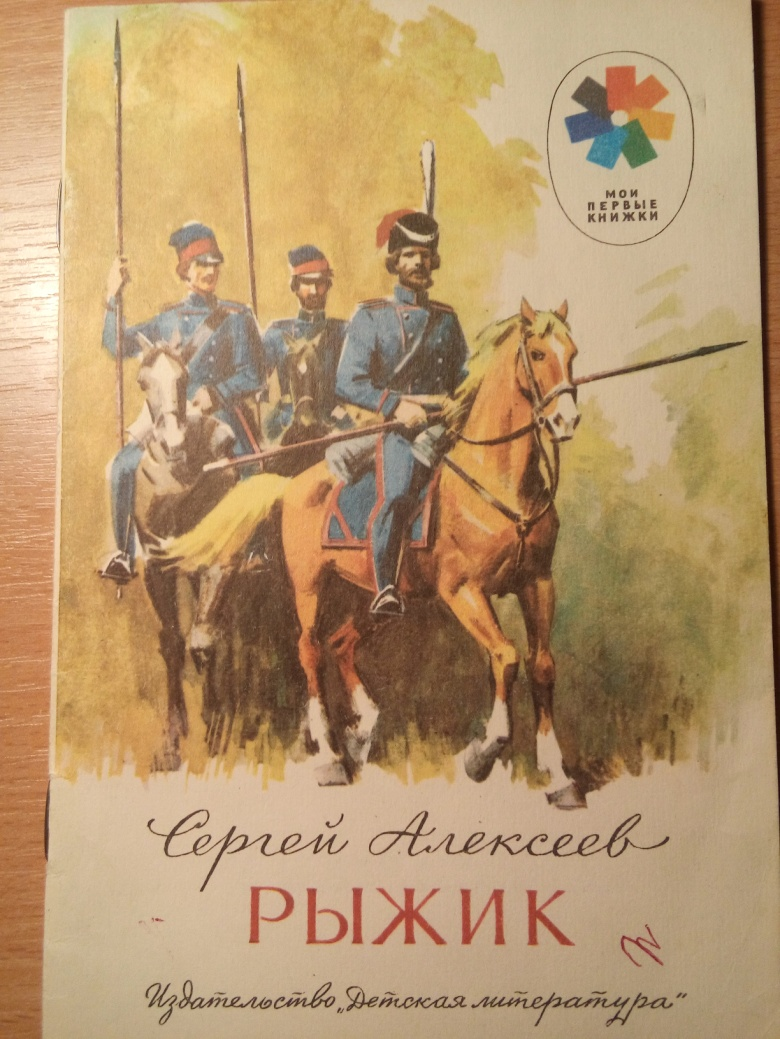 МОИ
ПЕРВЫЕ
КНИЖКИ
Сергей Алексеев
РЫЖИК
Издательство „Детская литература"